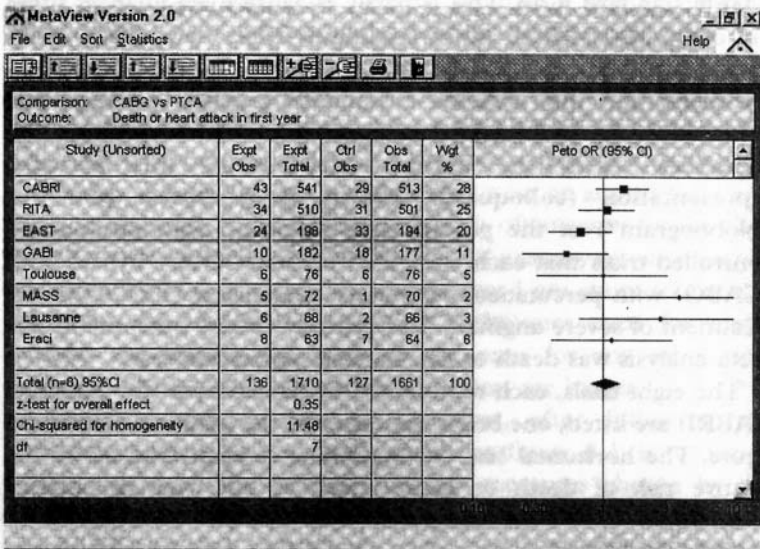 MetaView Version 2.0
File Edit Sort Statistics Help
Comparison: CABG vs PTCA
Outcome: Death or heart attack in first year
Study (Unsorted) Expt Obs Expt Total Ctrl Obs Obs Total Wgt % Peto OR (95% CI)
CABRI 43 541 29 513 28
RITA 34 510 31 501 25
EAST 24 198 33 194 20
GABI 10 182 18 177 11
Toulouse 6 76 6 76 5
MASS 5 72 1 70 2
Lausanne 6 68 2 66 3
Eraci 8 63 7 64 6
Total (n=8) 95%CI 136 1710 127 1661 100
z-test for overall effect 0.35
Chi-squared for homogeneity 11.48
df 7